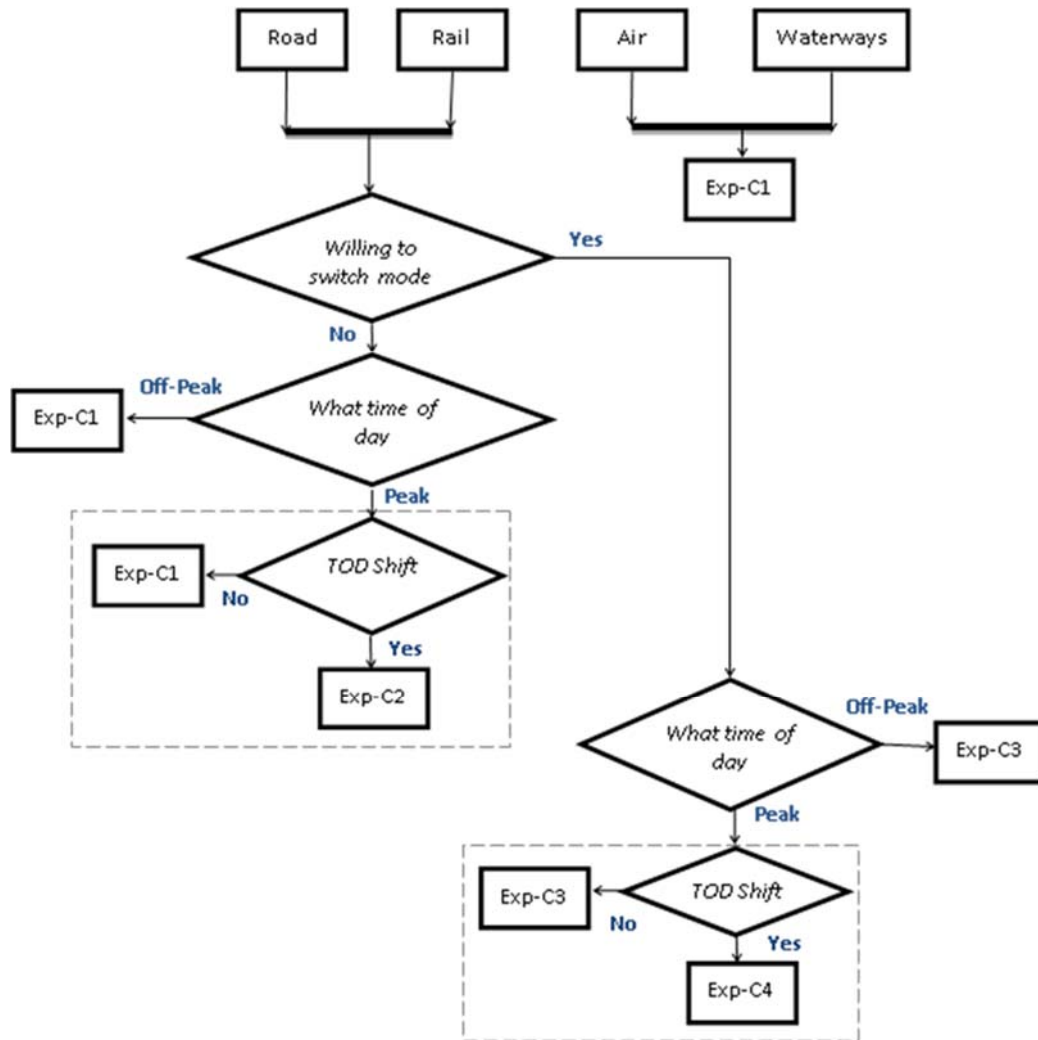 Road
Rail
Air
Waterways
Exp-C1
Willing to
switch mode
Yes
No
Off-Peak
What time of
day
Exp-C1
Peak
TOD Shift
Exp-C1
No
Yes
Exp-C2
What time of
day
Off-Peak
Exp-C3
Peak
TOD Shift
Exp-C3
No
Yes
Exp-C4